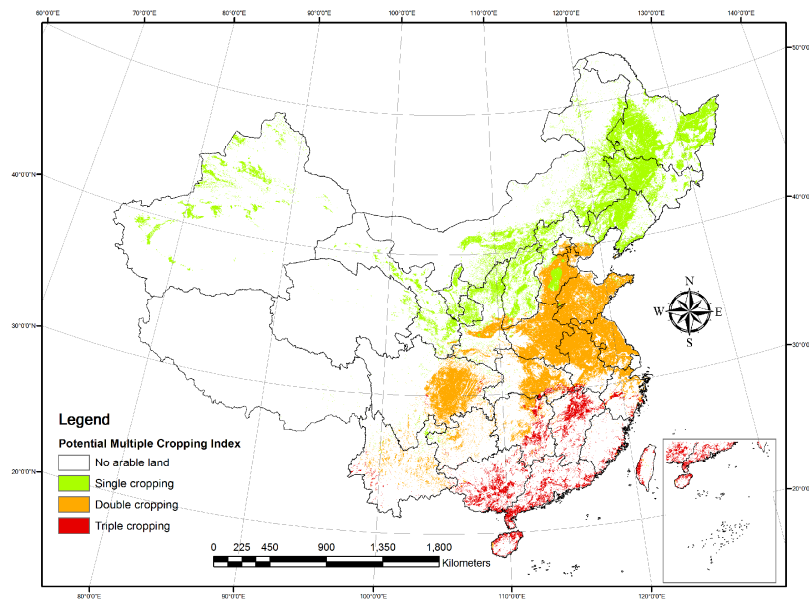 60°0'0"E 70°0'0"E 80°0'0"E 90°0'0"E 100°0'0"E 110°0'0"E 120°0'0"E 130°0'0"E 140°0'0"E
50°0'0"
40°0'0"N 40°0'0"
N
W E
S
30°0'0"N 30°0'0"
Legend
Potential Multiple Cropping Index
No arable land
Single cropping
Double cropping
Triple cropping
20°0'0"N 20°0'0"
0 225 450 900 1,350 1,800
Kilometers
80°0'0"E 90°0'0"E 100°0'0"E 110°0'0"E 120°0'0"E